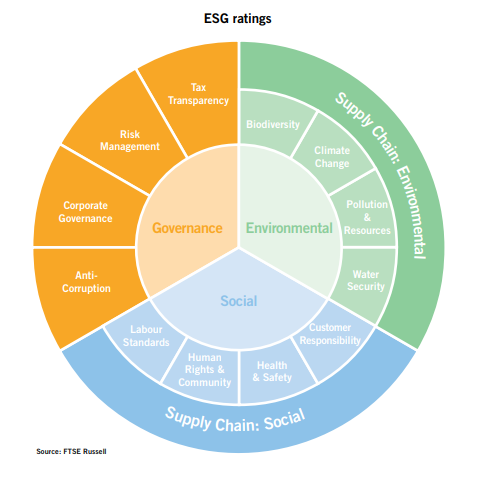 ESG ratings
Tax
Transparency
Risk
Management
Corporate
Governance
Anti-
Corruption
Governance
Biodiversity
Climate
Change
Pollution
&
Resources
Water
Security
Environmental
Supply Chain: Environmental
Social
Labour
Standards
Human
Rights &
Community
Health
& Safety
Customer
Responsibility
Supply Chain: Social
Source: FTSE Russell